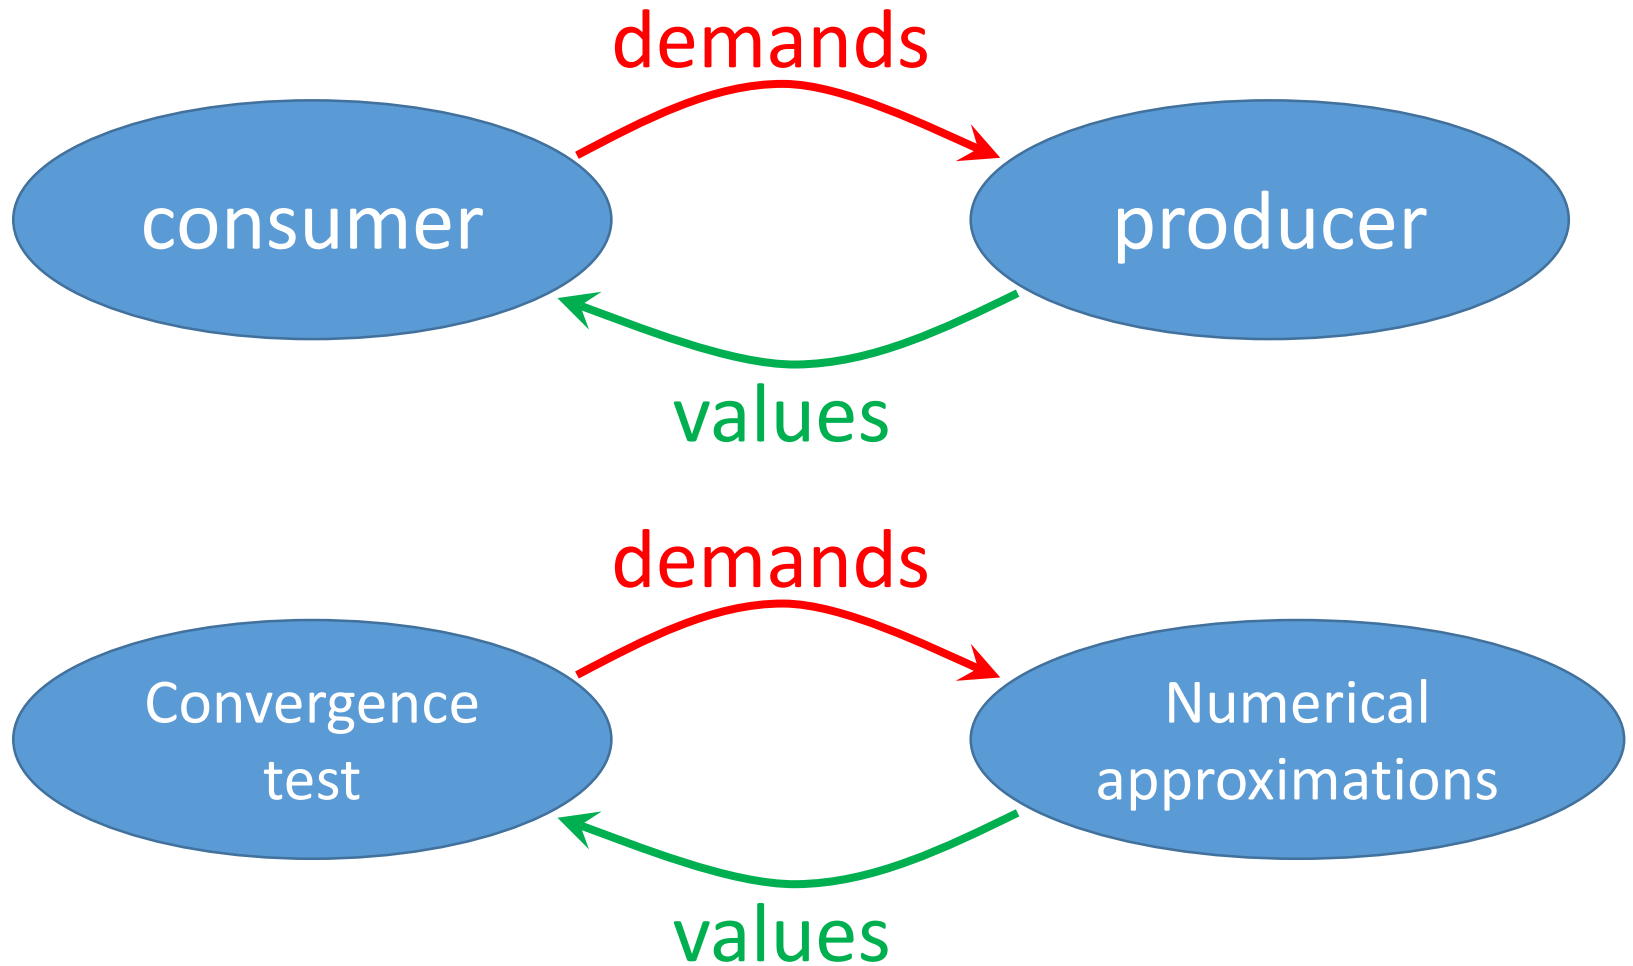 demands
consumer
producer
values
demands
Convergence
test
Numerical
approximations
values